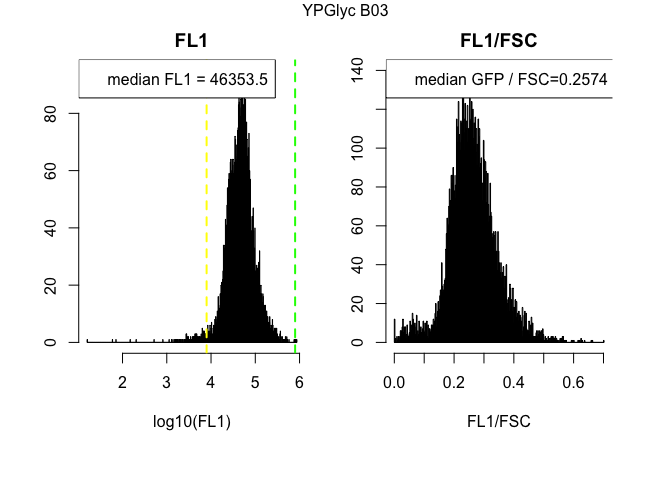 YPGlyc B03
FL1
median FL1 = 46353.5
0
20
40
60
80
2 3 4 5 6
log10(FL1)
FL1/FSC
median GFP / FSC=0.2574
0
20
40
60
80
100
140
0.0 0.2 0.4 0.6
FL1/FSC